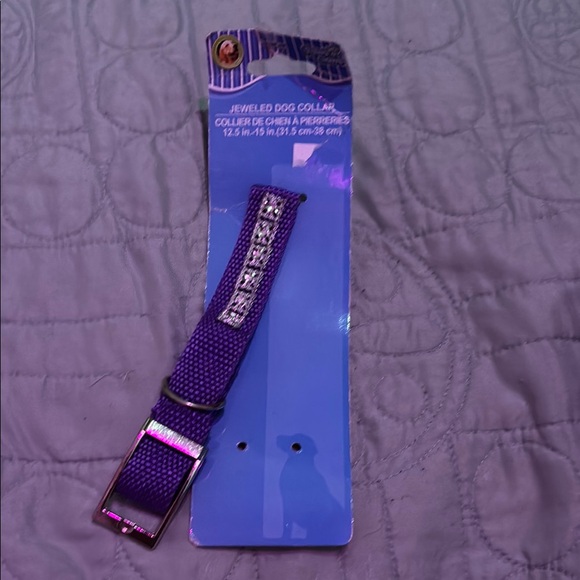 JEWELED DOG COLLAR
COLLIER DE CHIEN À PIERRERIES
12.5 in.-15 in.(31.5 cm-38 cm)